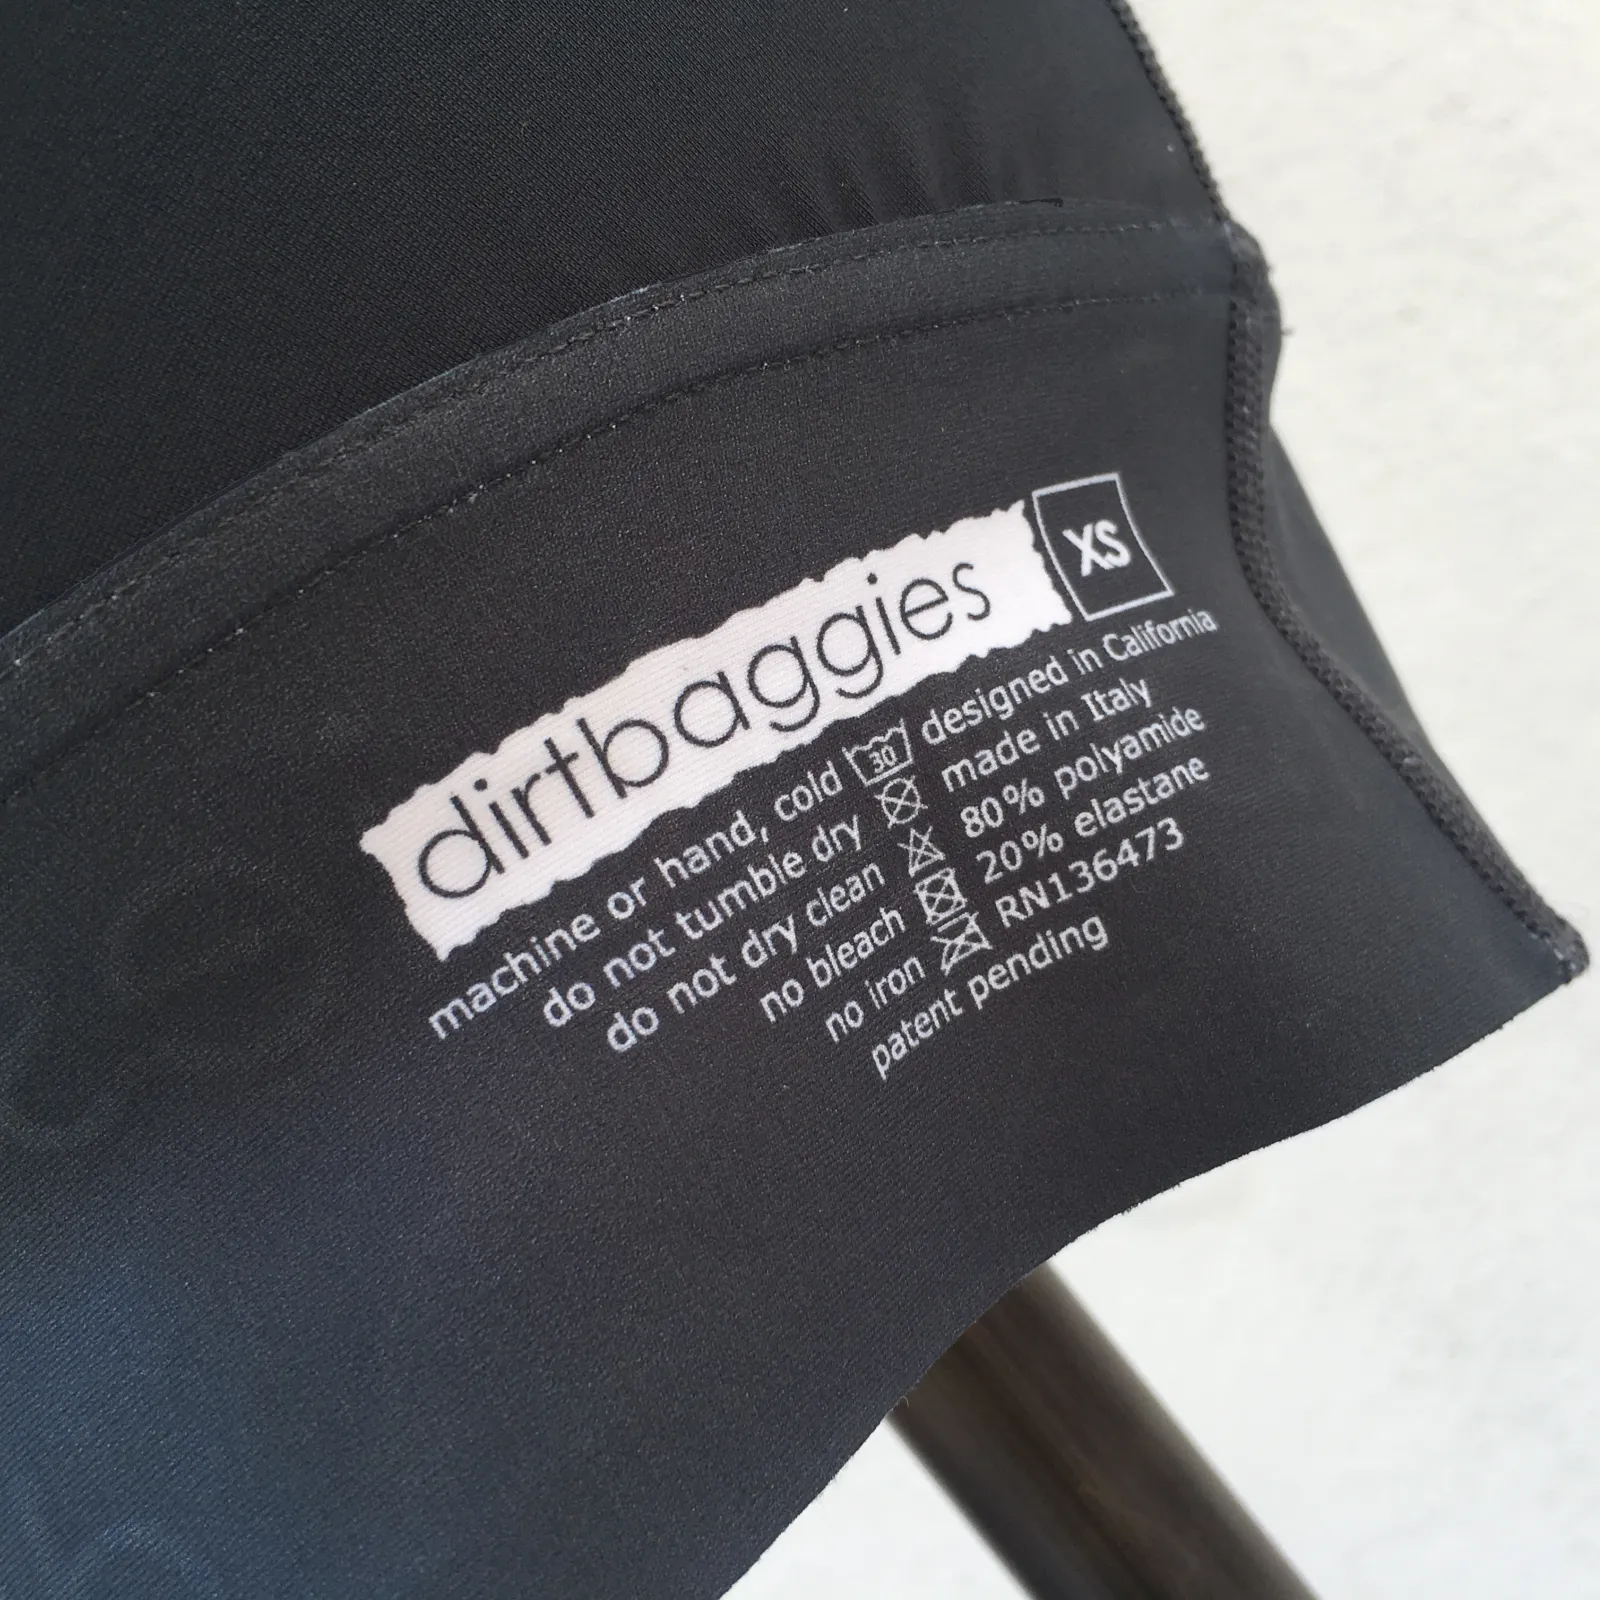 dirtbaggies XS
machine or hand, cold 30 designed in California
do not tumble dry made in Italy
do not dry clean 80% polyamide
no bleach 20% elastane
no iron RN136473
patent pending